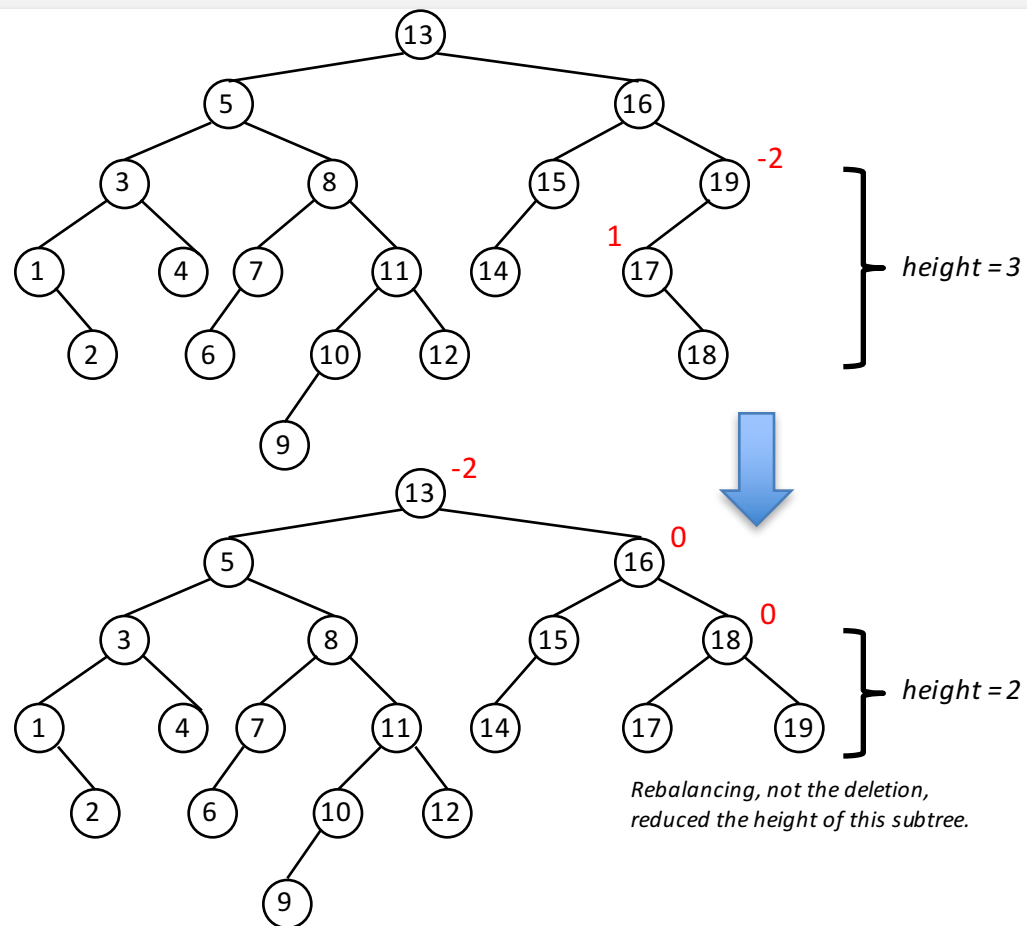 13
5 16
3 8 15 19 -2
1 4 7 11 14 1 17
height = 3
2 6 10 12 18
9
13 -2
5 16 0
3 8 15 18 0
height = 2
1 4 7 11 14 17 19
2 6 10 12
Rebalancing, not the deletion,
reduced the height of this subtree.
9